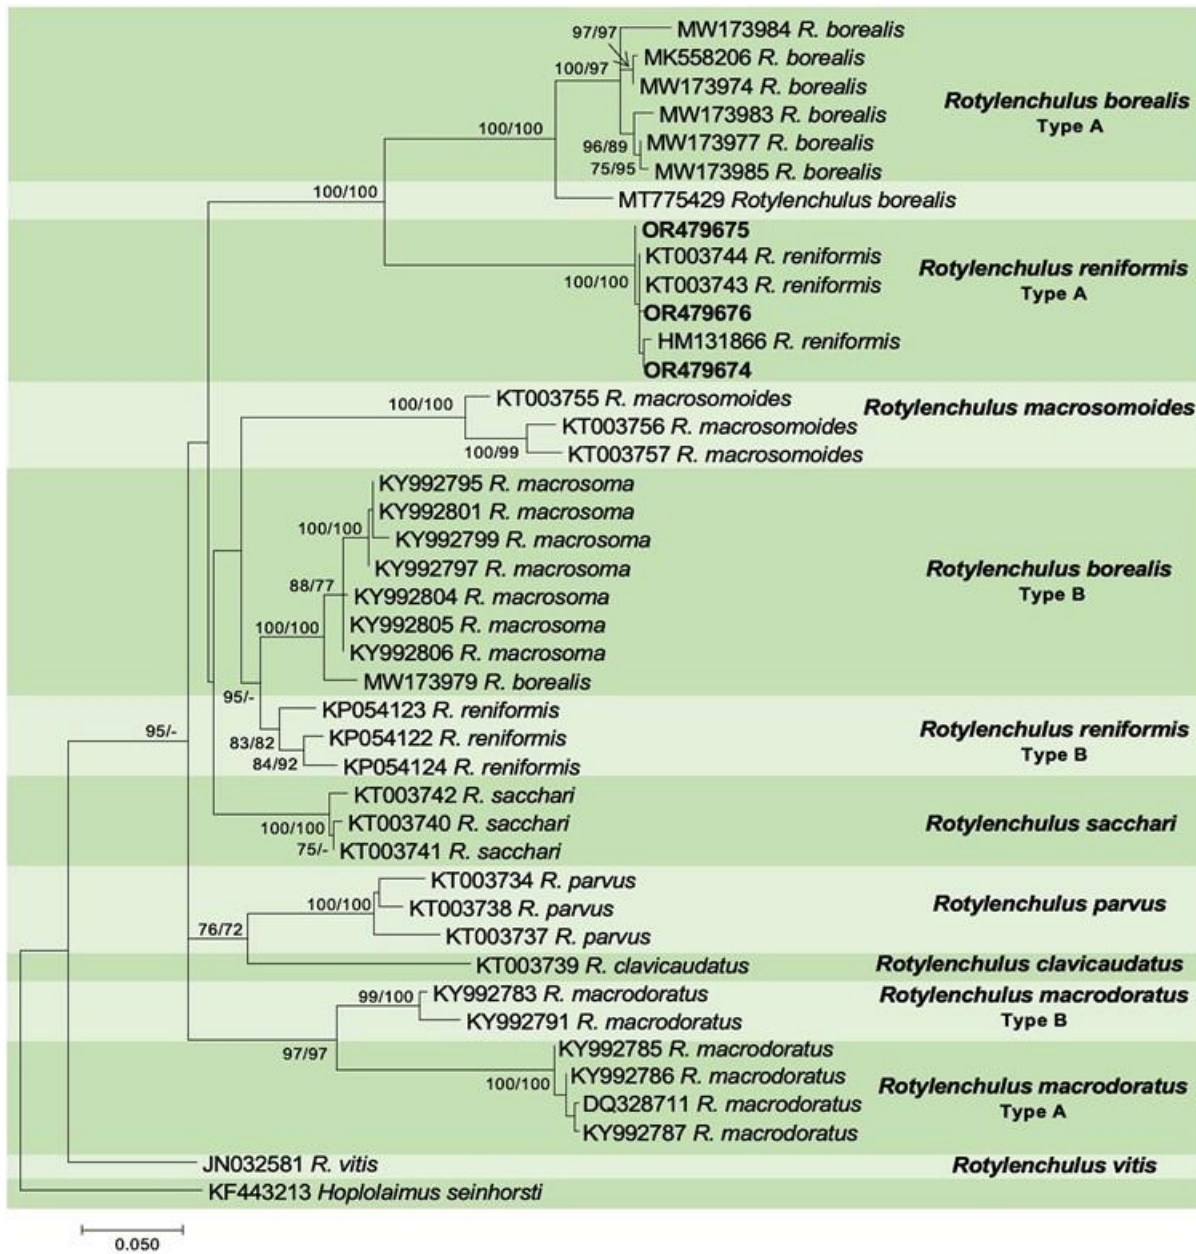 MW173984 R. borealis
97/97
MK558206 R. borealis
100/97
MW173974 R. borealis
Rotylenchulus borealis
Type A
MW173983 R. borealis
100/100
96/89
MW173977 R. borealis
75/95
MW173985 R. borealis
100/100
MT775429 Rotylenchulus borealis
OR479675
KT003744 R. reniformis
Rotylenchulus reniformis
Type A
100/100
KT003743 R. reniformis
OR479676
HM131866 R. reniformis
OR479674
100/100
KT003755 R. macrosomoides
Rotylenchulus macrosomoides
KT003756 R. macrosomoides
100/99
KT003757 R. macrosomoides
KY992795 R. macrosoma
KY992801 R. macrosoma
100/100
KY992799 R. macrosoma
KY992797 R. macrosoma
Rotylenchulus borealis
Type B
88/77
KY992804 R. macrosoma
100/100
KY992805 R. macrosoma
KY992806 R. macrosoma
MW173979 R. borealis
95/-
KP054123 R. reniformis
Rotylenchulus reniformis
Type B
95/-
83/82
KP054122 R. reniformis
84/92
KP054124 R. reniformis
KT003742 R. sacchari
100/100
KT003740 R. sacchari
Rotylenchulus sacchari
75/-
KT003741 R. sacchari
KT003734 R. parvus
100/100
KT003738 R. parvus
Rotylenchulus parvus
76/72
KT003737 R. parvus
KT003739 R. clavicaudatus
Rotylenchulus clavicaudatus
99/100
KY992783 R. macrodoratus
Rotylenchulus macrodoratus
Type B
KY992791 R. macrodoratus
97/97
KY992785 R. macrodoratus
100/100
KY992786 R. macrodoratus
Rotylenchulus macrodoratus
Type A
DQ328711 R. macrodoratus
KY992787 R. macrodoratus
JN032581 R. vitis
Rotylenchulus vitis
KF443213 Hoplolaimus seinhorsti
0.050